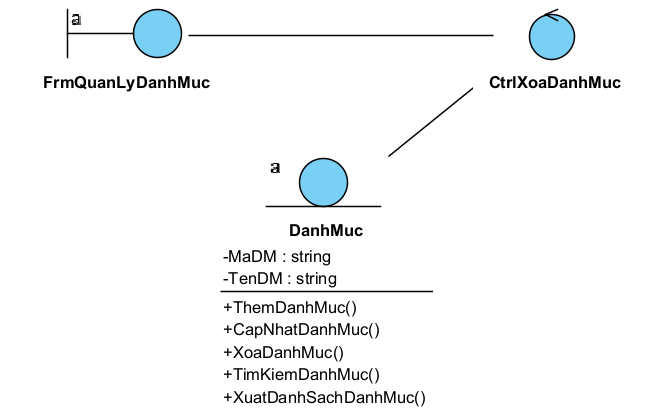 a
FrmQuanLyDanhMuc
CtrlXoaDanhMuc
a
DanhMuc
-MaDM : string
-TenDM : string
+ThemDanhMuc()
+CapNhatDanhMuc()
+XoaDanhMuc()
+TimKiemDanhMuc()
+XuatDanhSachDanhMuc()